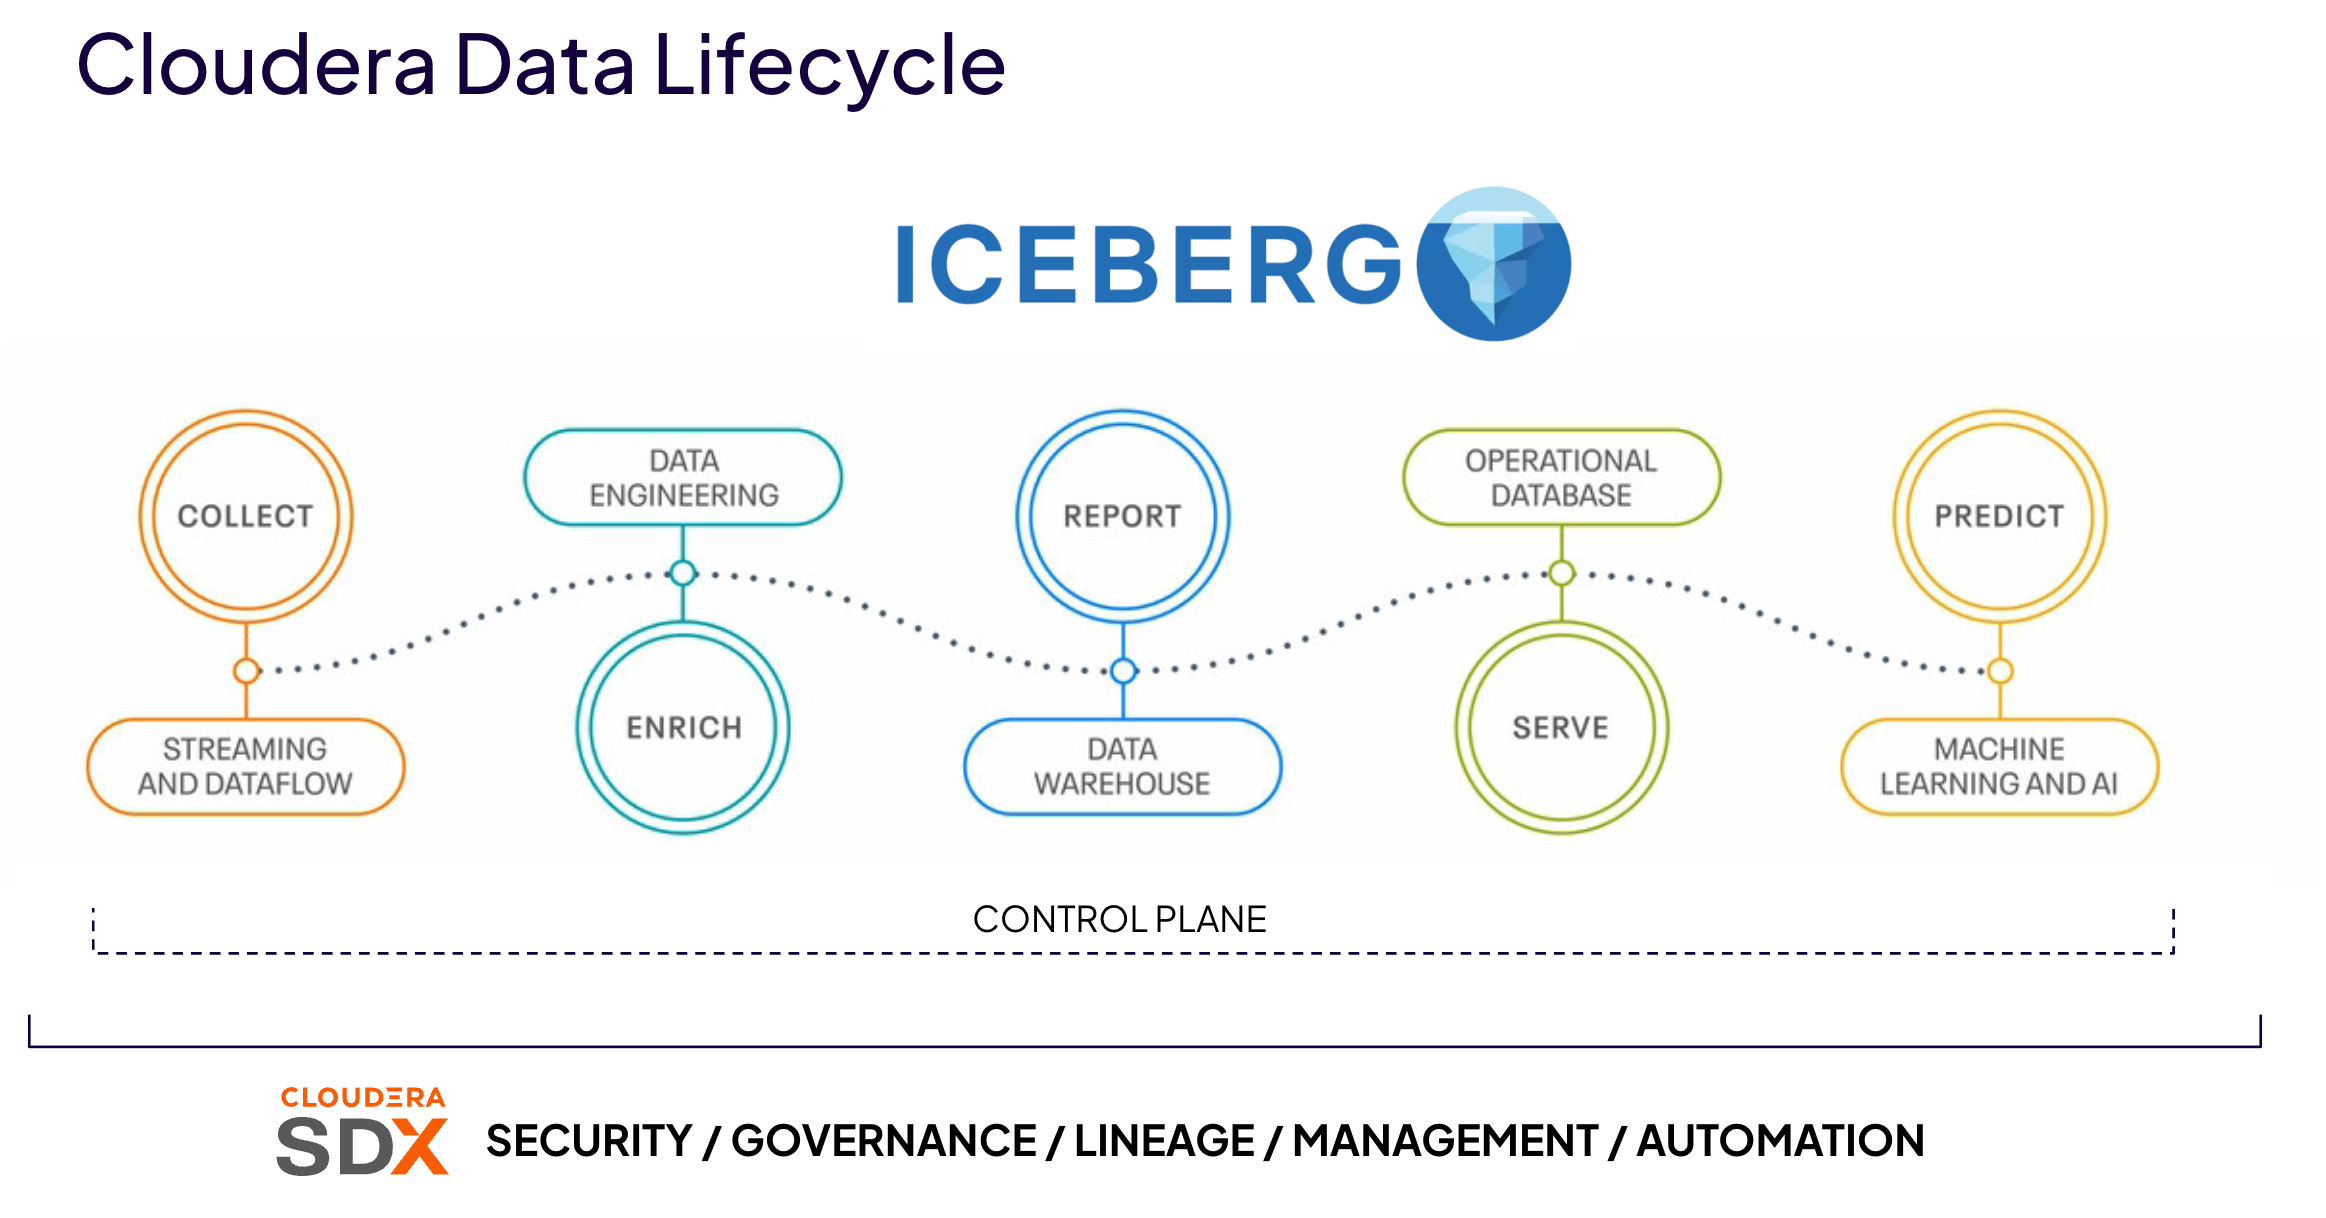 Cloudera Data Lifecycle
ICEBERG
COLLECT
STREAMING
AND DATAFLOW
DATA
ENGINEERING
ENRICH
REPORT
DATA
WAREHOUSE
OPERATIONAL
DATABASE
SERVE
PREDICT
MACHINE
LEARNING AND AI
CONTROL PLANE
CLOUDERA
SDX
SECURITY / GOVERNANCE / LINEAGE / MANAGEMENT / AUTOMATION